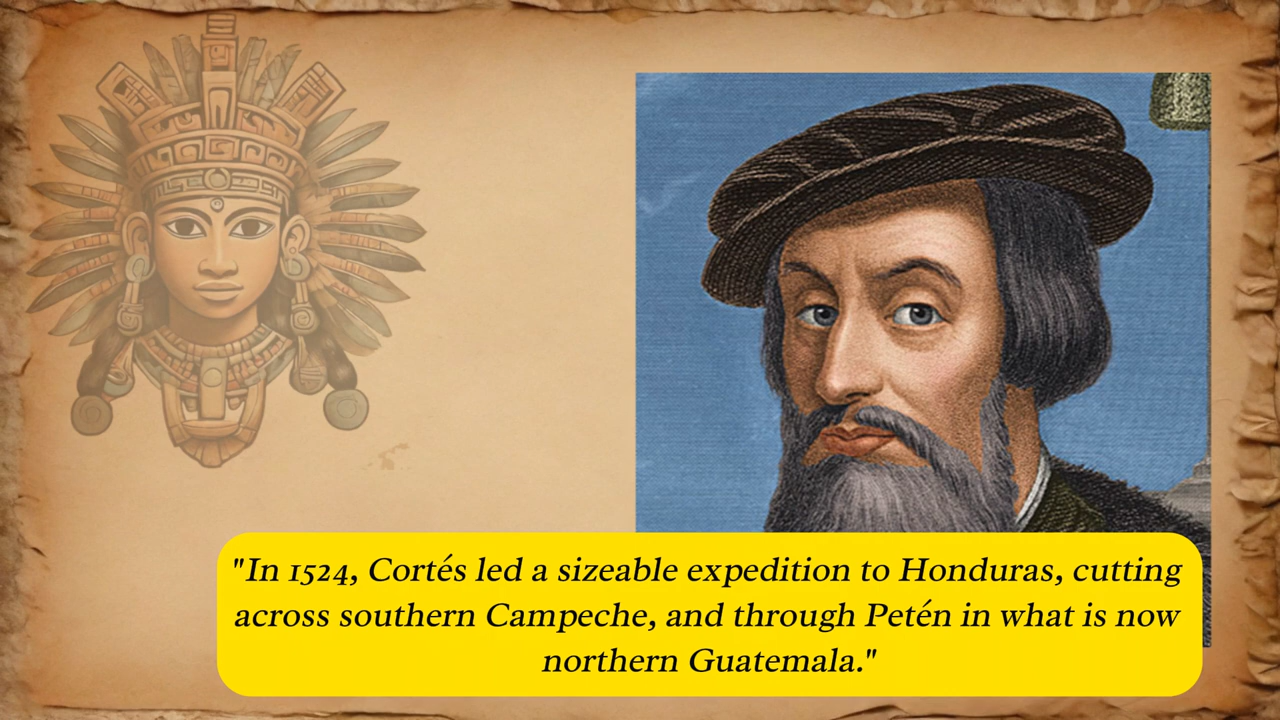 "In 1524, Cortés led a sizeable expedition to Honduras, cutting
across southern Campeche, and through Petén in what is now
northern Guatemala."